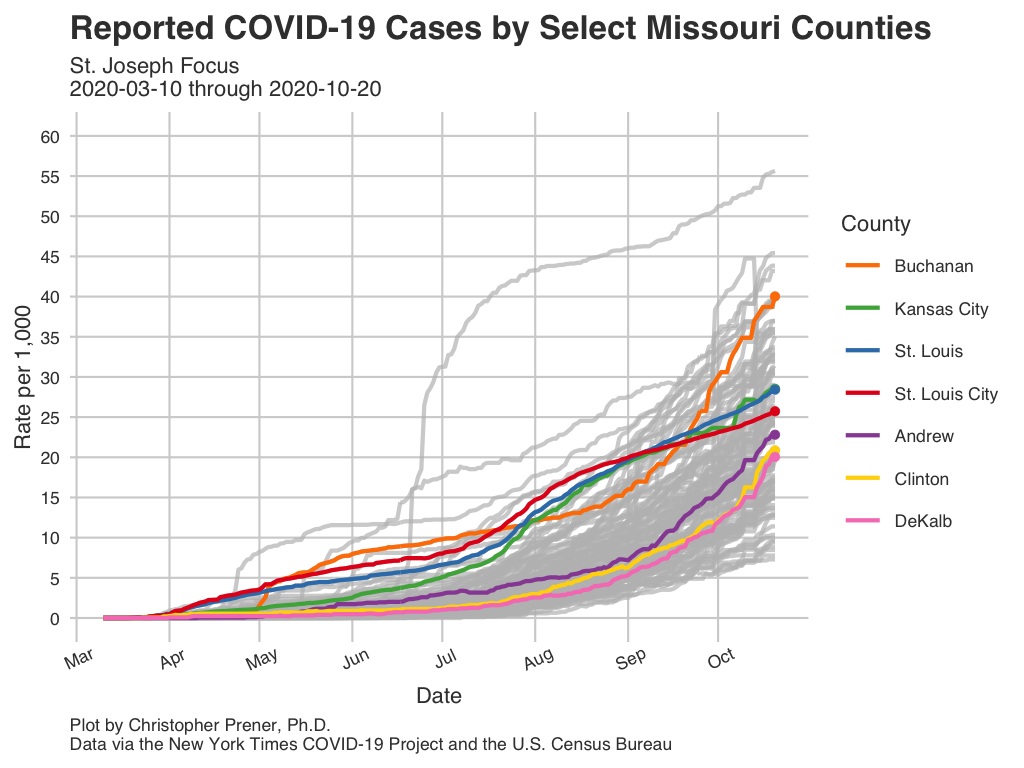 Reported COVID-19 Cases by Select Missouri Counties
St. Joseph Focus
2020-03-10 through 2020-10-20
60
55
50
45
40
35
30
25
20
15
10
5
0
Rate per 1,000
Mar
Apr
May
Jun
Jul
Aug
Sep
Oct
Date
County
Buchanan
Kansas City
St. Louis
St. Louis City
Andrew
Clinton
DeKalb
Plot by Christopher Prener, Ph.D.
Data via the New York Times COVID-19 Project and the U.S. Census Bureau